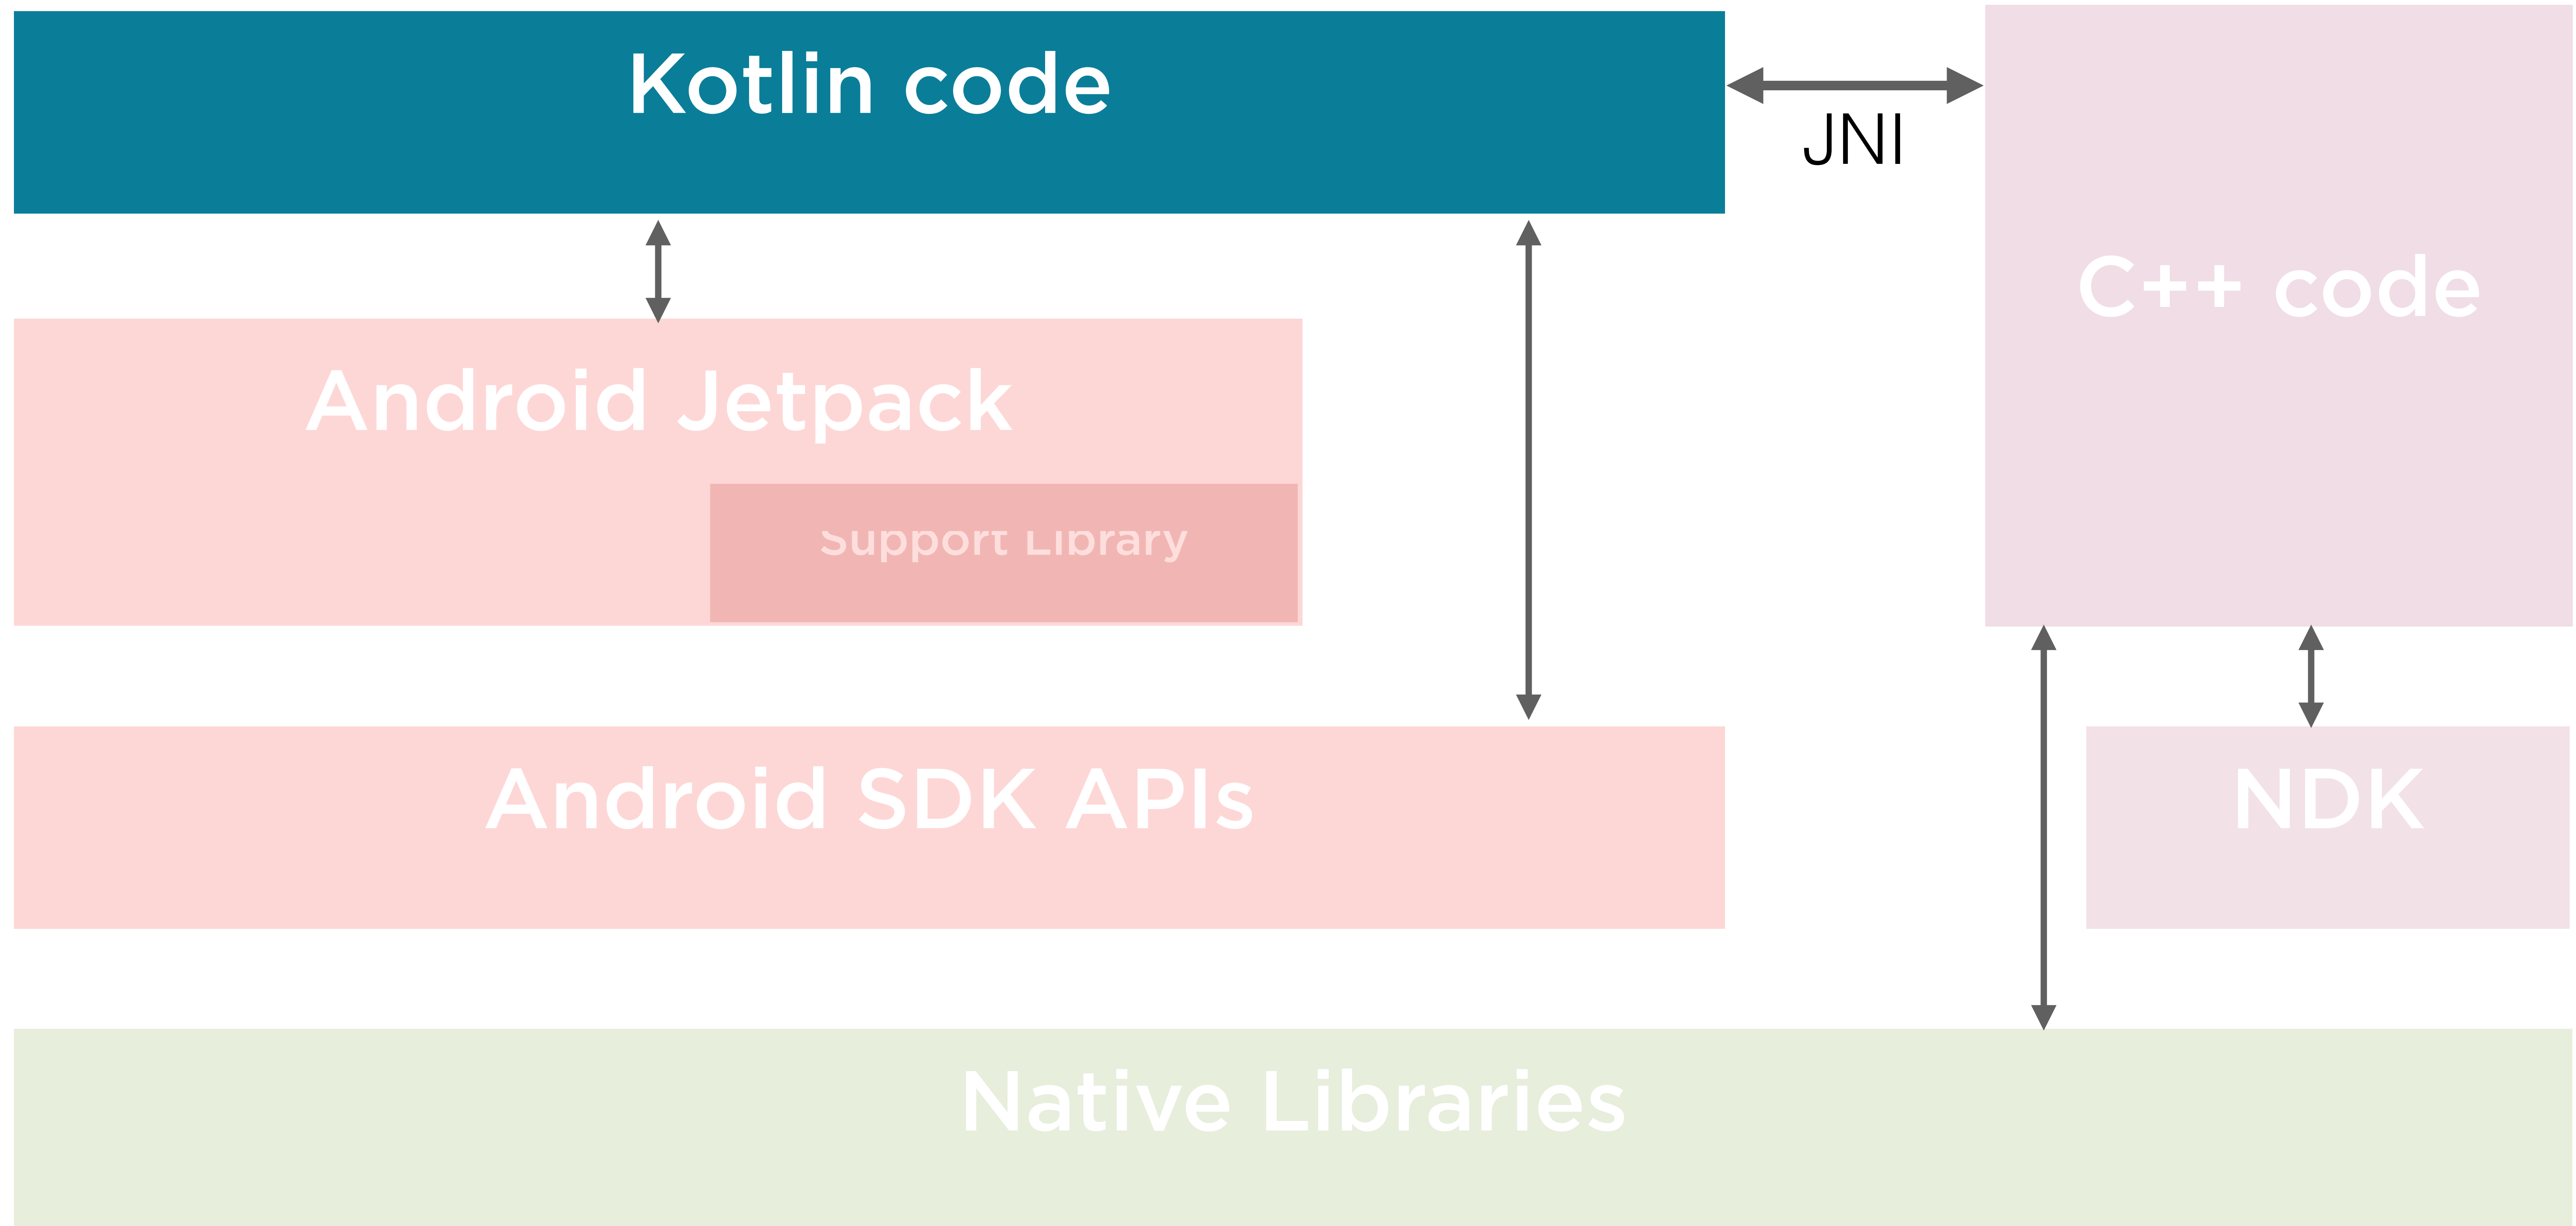 Kotlin code
JNI
C++ code
Android Jetpack
Support Library
Android SDK APIs
NDK
Native Libraries